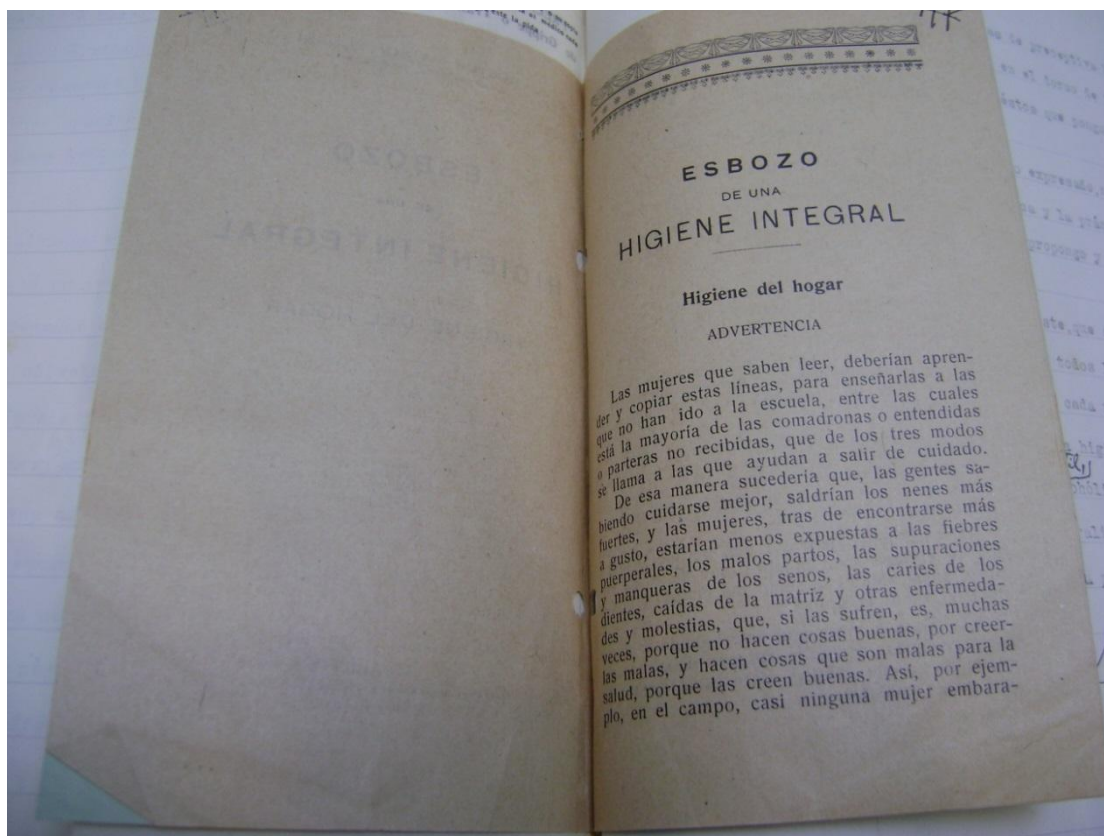 ESBOZO
DE UNA
HIGIENE INTEGRAL
Higiene del hogar
ADVERTENCIA
Las mujeres que saben leer, deberían apren-
der y copiar estas líneas, para enseñarlas a las
que no han ido a la escuela, entre las cuales
está la mayoría de las comadronas o entendidas
o parteras no recibidas, que de los tres modos
se llama a las que ayudan a salir de cuidado.
De esa manera sucedería que, las gentes sa-
biendo cuidarse mejor, saldrían los nenes más
fuertes, y las mujeres, tras de encontrarse más
a gusto, estarían menos expuestas a las fiebres
puerperales, los malos partos, las supuraciones
y manqueras de los senos, las caries de los
dientes, caídas de la matriz y otras enfermeda-
des y molestias, que, si las sufren, es, muchas
veces, porque no hacen cosas buenas, por creer-
las malas, y hacen cosas que son malas para la
salud, porque las creen buenas. Así, por ejem-
plo, en el campo, casi ninguna mujer embara-